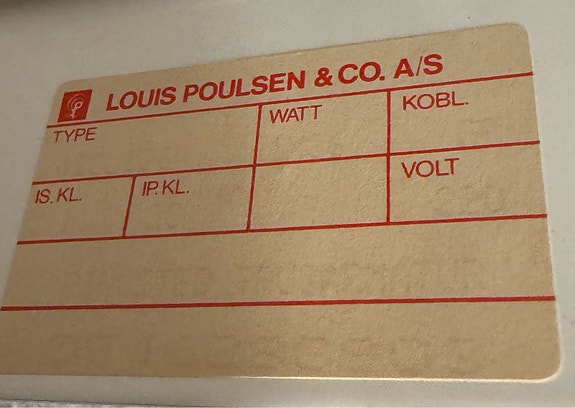 LOUIS POULSEN & CO. A/S
TYPE
WATT
KOBL.
IS. KL.
IP. KL.
VOLT